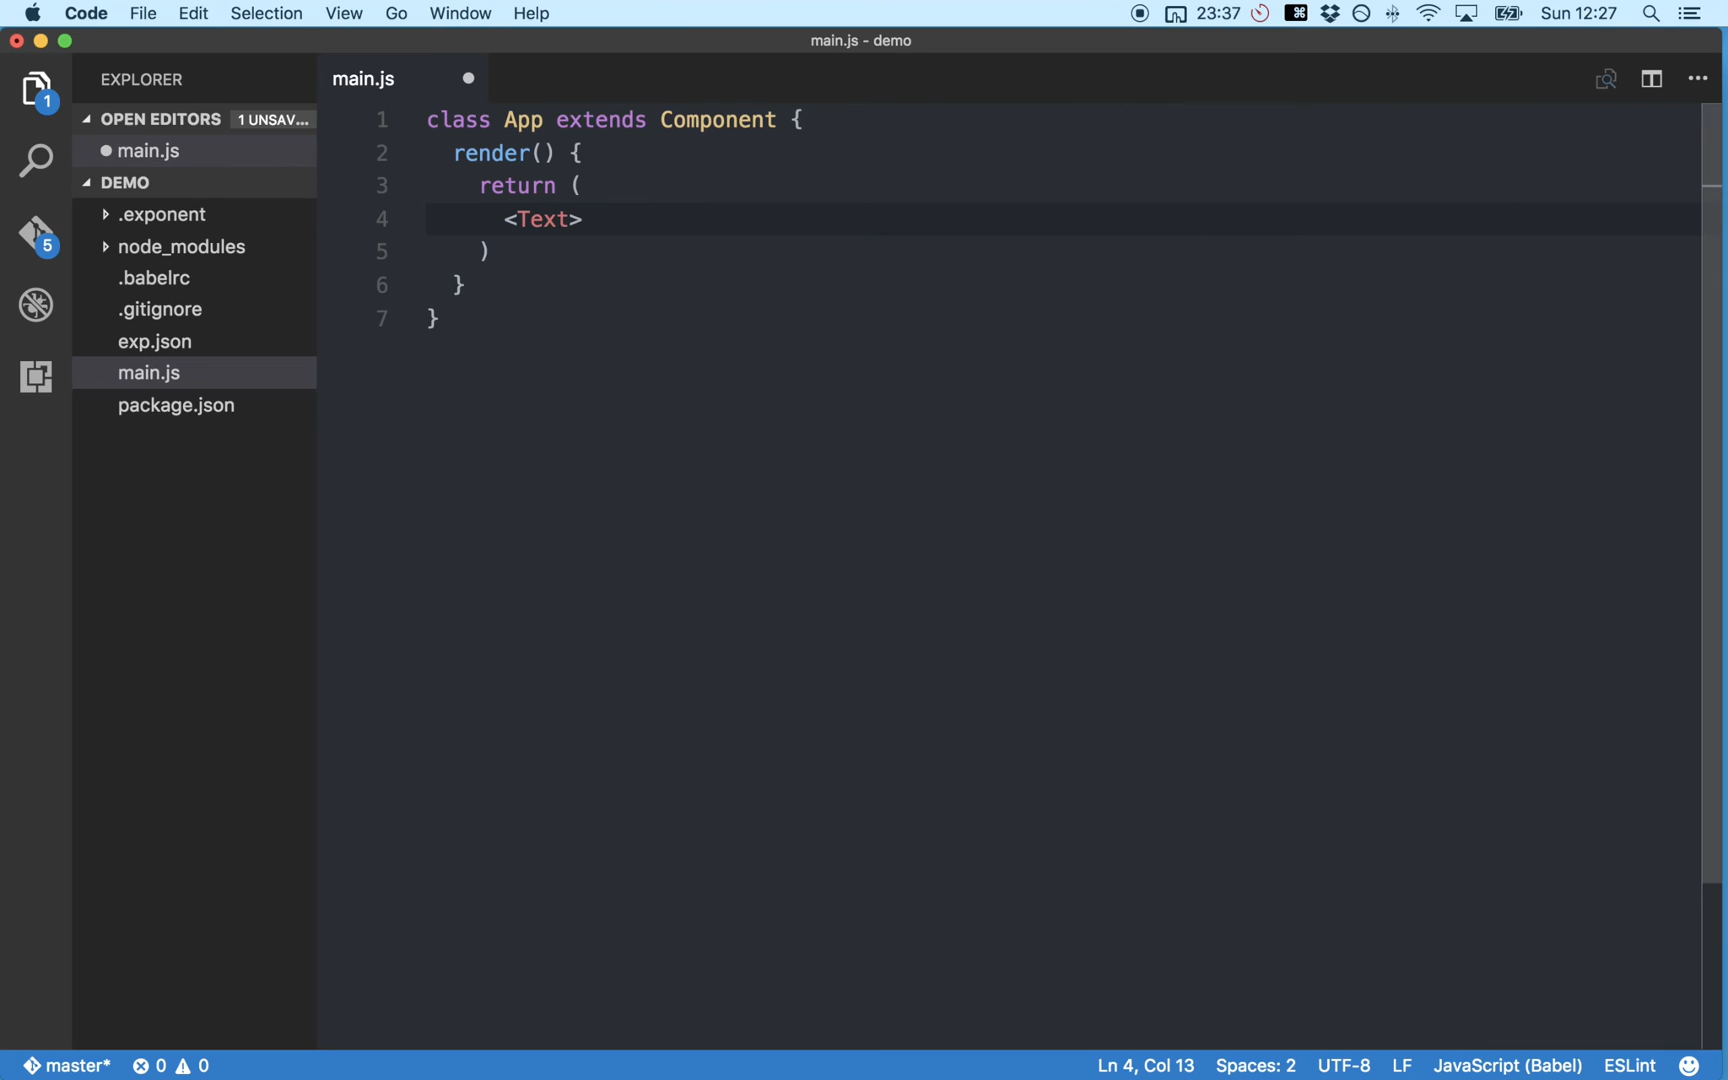 Code File Edit Selection View Go Window Help 23:37 Sun 12:27
main.js - demo
EXPLORER
OPEN EDITORS 1 UNSAV...
main.js
DEMO
.exponent
node_modules
.babelrc
.gitignore
exp.json
main.js
package.json
1
5
main.js
1 class App extends Component {
2 render() {
3 return (
4 <Text>
5 )
6 }
7 }
master* 0 0 Ln 4, Col 13 Spaces: 2 UTF-8 LF JavaScript (Babel) ESLint